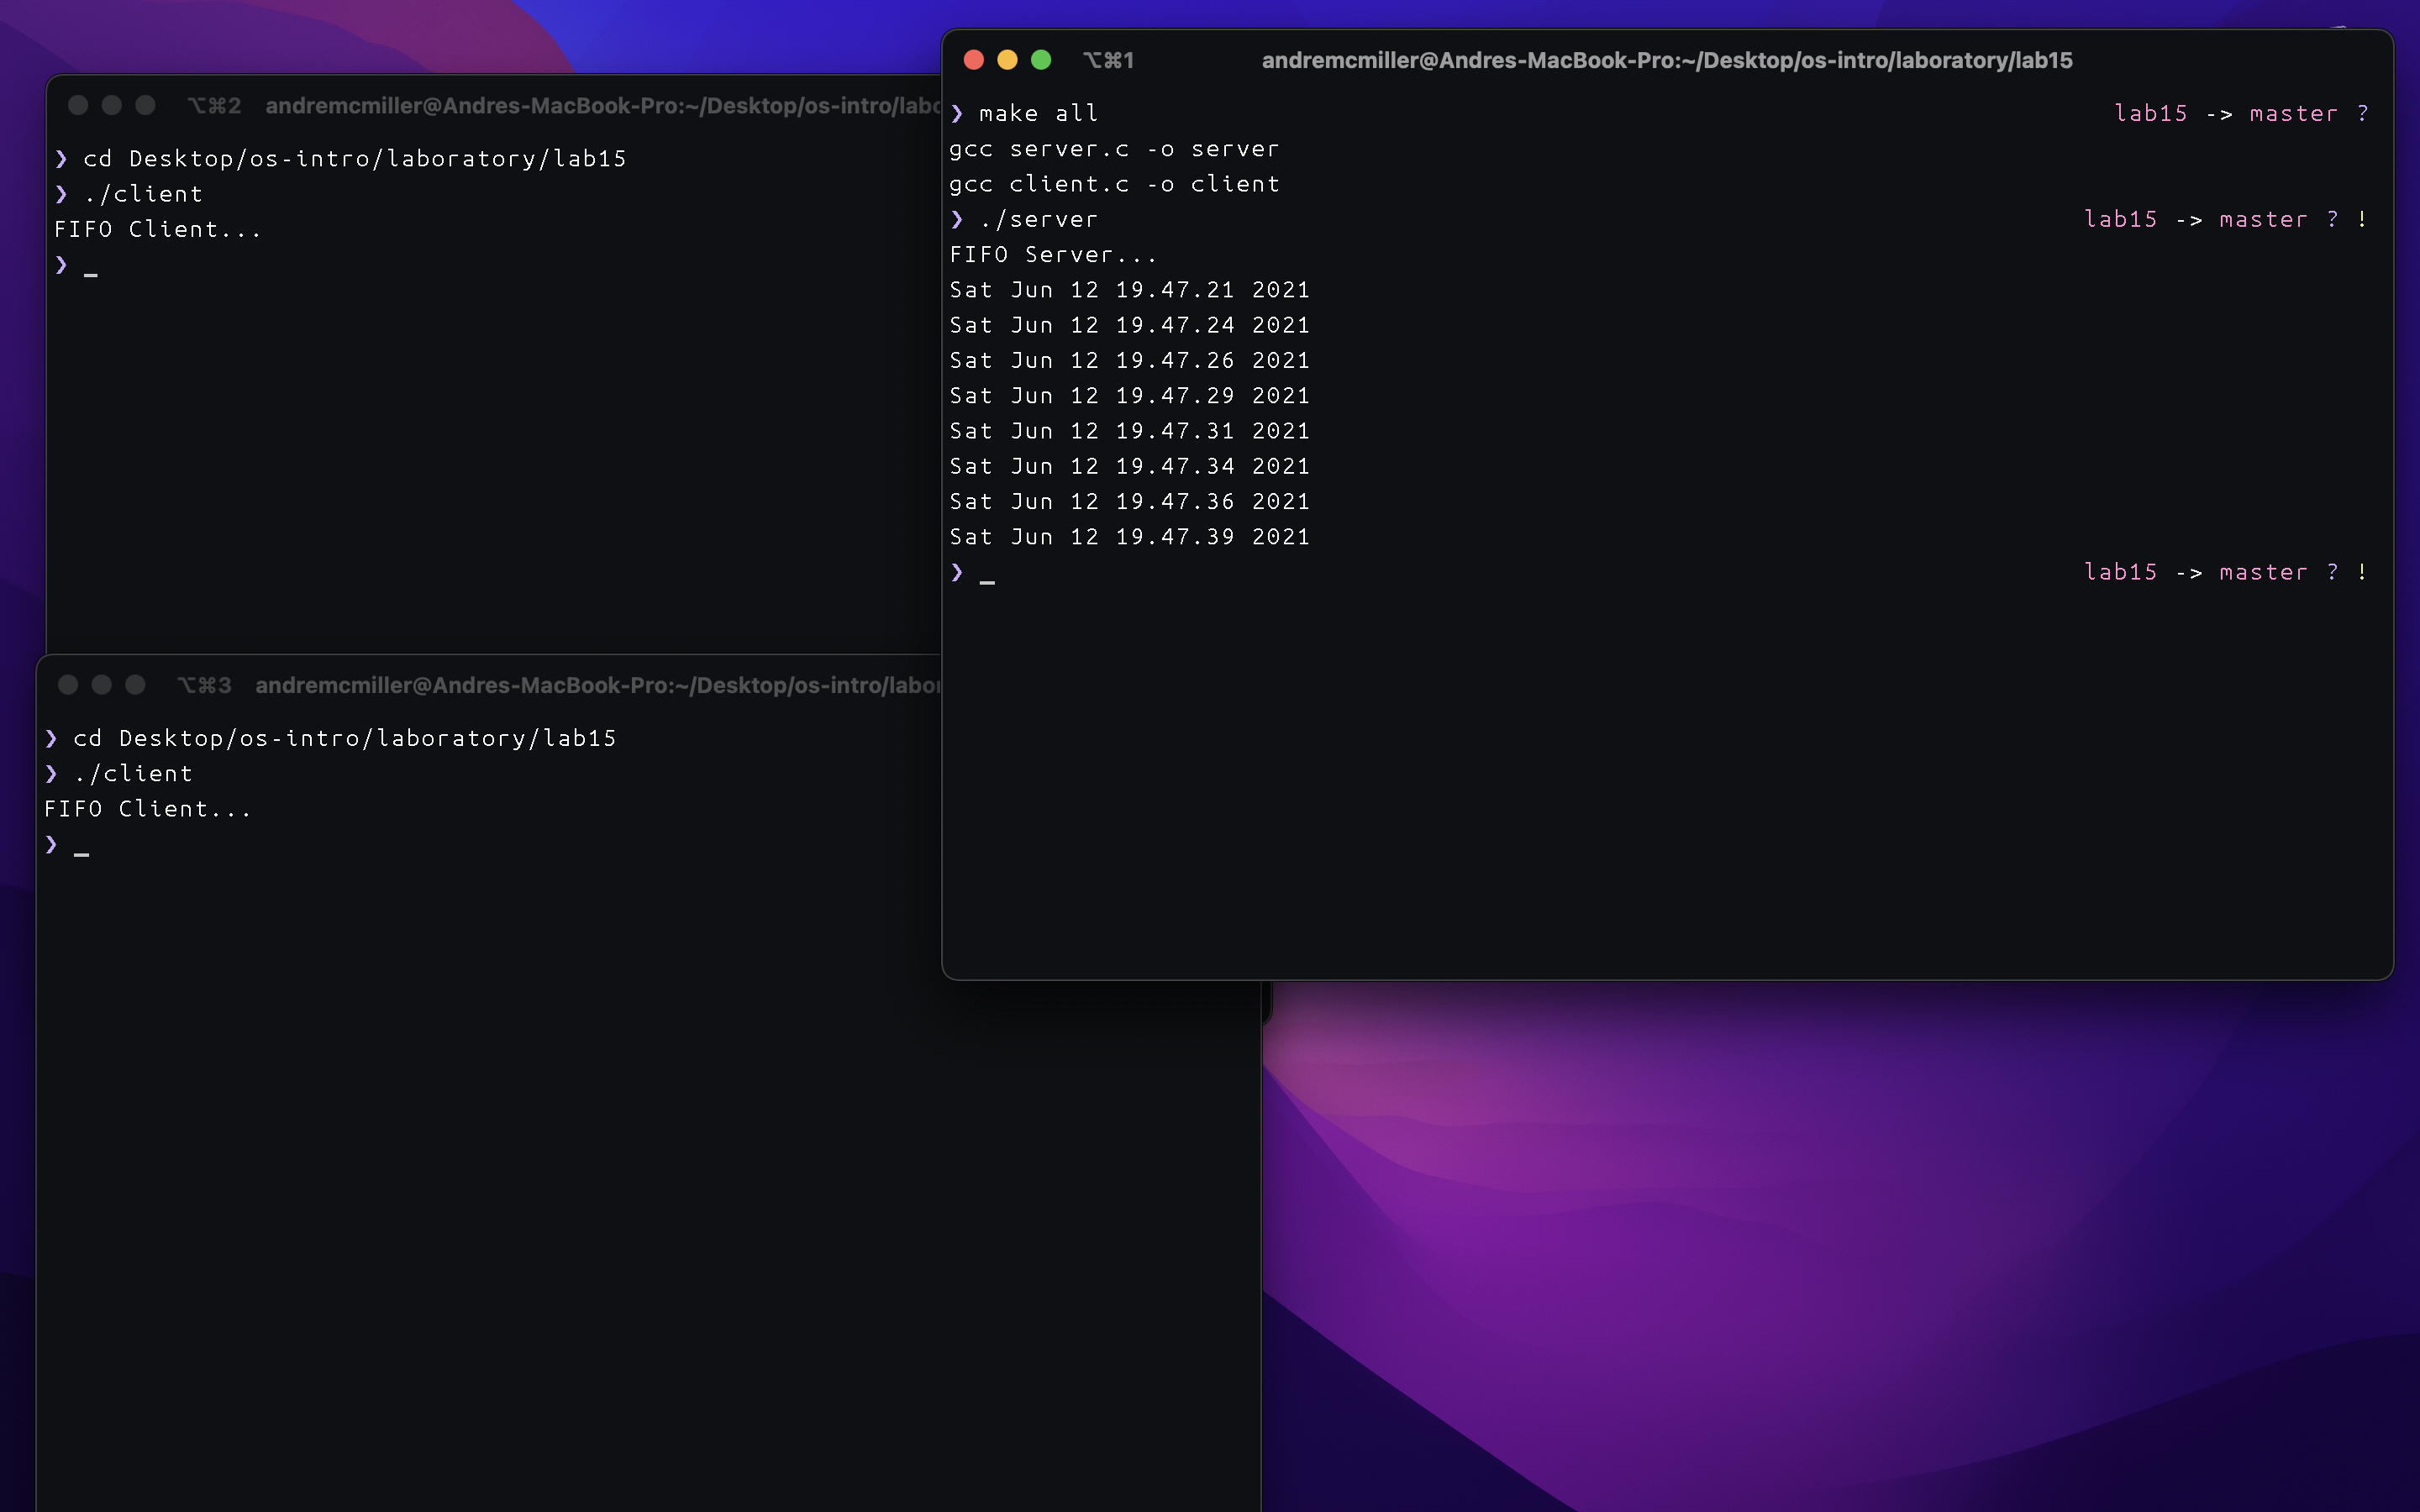 ⌥⌘2 andremcmiller@Andres-MacBook-Pro:~/Desktop/os-intro/labo
❯ cd Desktop/os-intro/laboratory/lab15
❯ ./client
FIFO Client...
❯ _
⌥⌘1 andremcmiller@Andres-MacBook-Pro:~/Desktop/os-intro/laboratory/lab15
❯ make all lab15 -> master ?
gcc server.c -o server
gcc client.c -o client
❯ ./server lab15 -> master ? !
FIFO Server...
Sat Jun 12 19.47.21 2021
Sat Jun 12 19.47.24 2021
Sat Jun 12 19.47.26 2021
Sat Jun 12 19.47.29 2021
Sat Jun 12 19.47.31 2021
Sat Jun 12 19.47.34 2021
Sat Jun 12 19.47.36 2021
Sat Jun 12 19.47.39 2021
❯ _ lab15 -> master ? !
⌥⌘3 andremcmiller@Andres-MacBook-Pro:~/Desktop/os-intro/labor
❯ cd Desktop/os-intro/laboratory/lab15
❯ ./client
FIFO Client...
❯ _